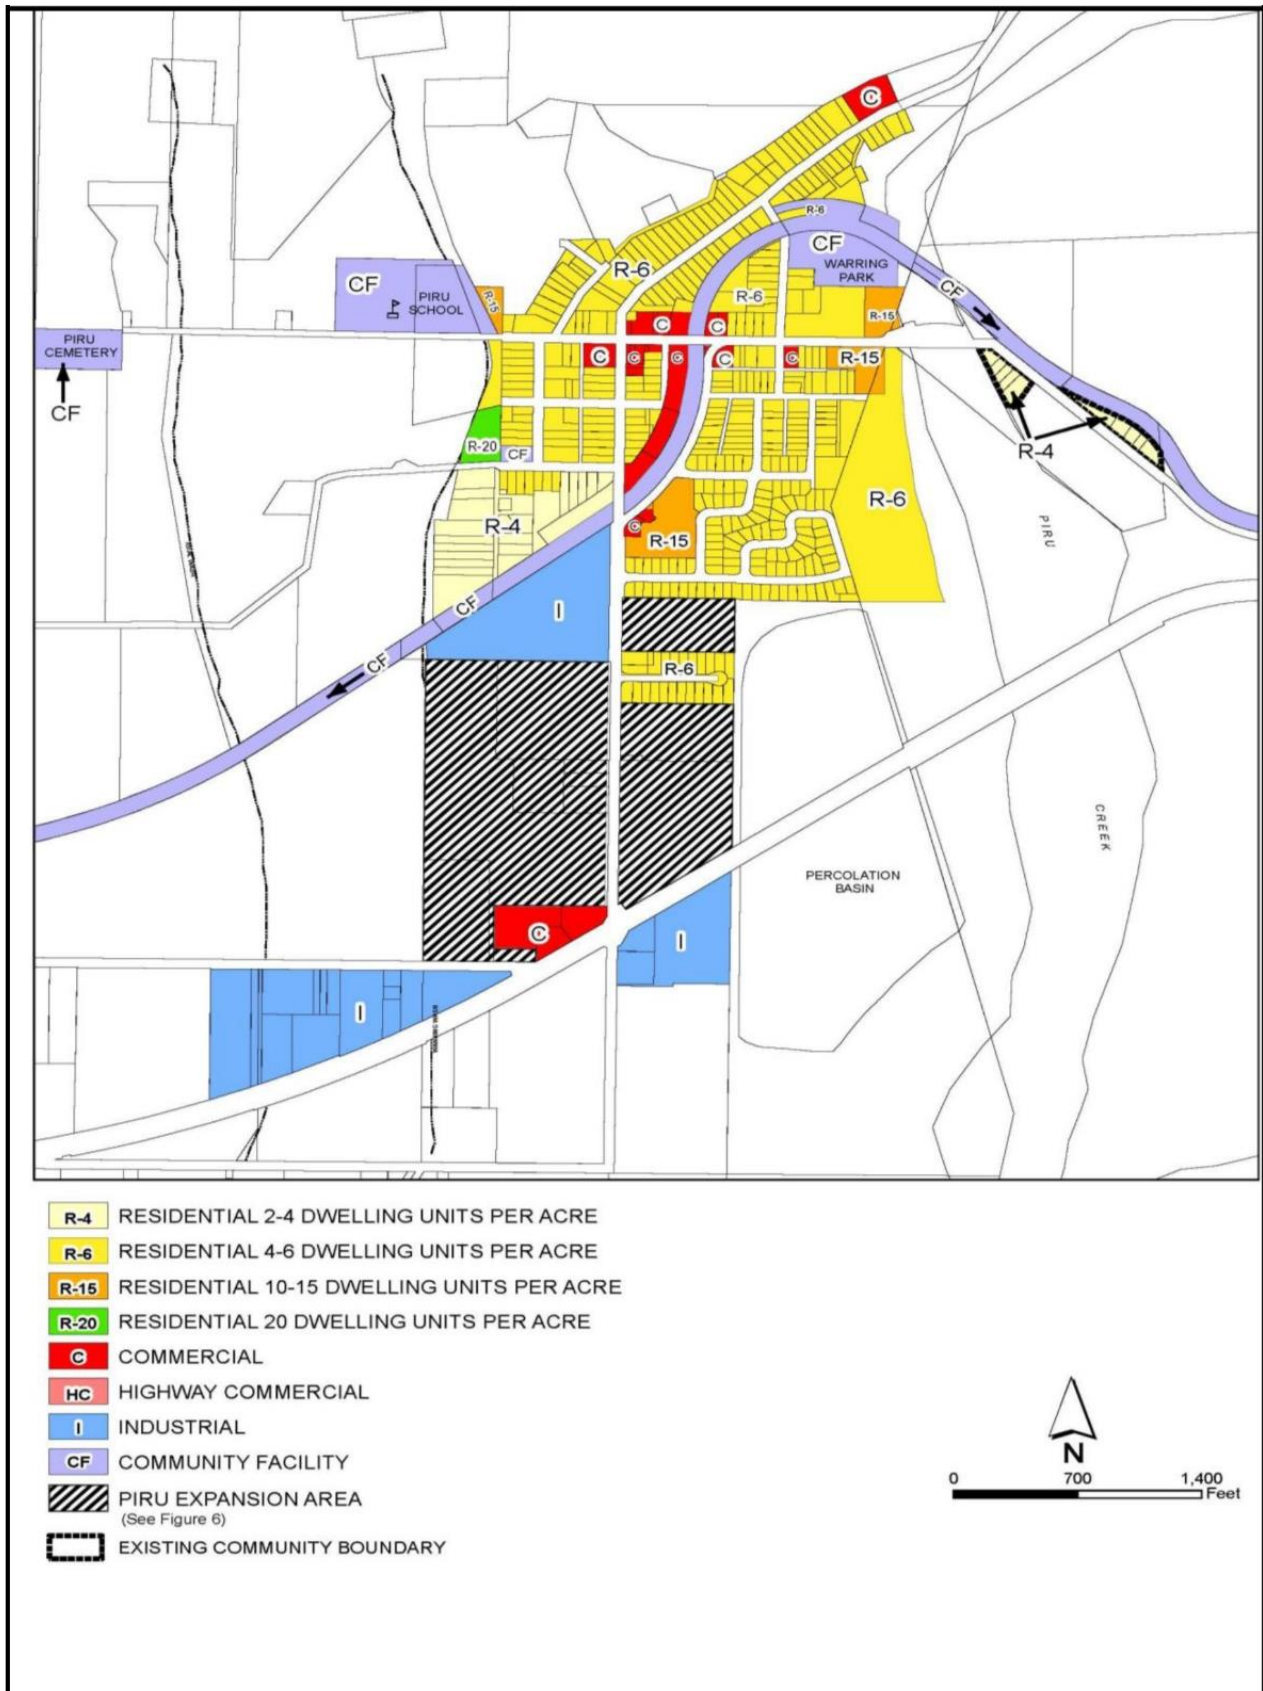 C
R-6
CF
WARRING
PARK
R-6
CF
PIRU
SCHOOL
R-15
R-6
CF
R-15
C
C
PIRU
CEMETERY
C
C
C
C
C
R-15
CF
R-20
CF
R-4
R-4
R-6
C
R-15
PIRU
I
CF
CF
R-6
CREEK
PERCOLATION
BASIN
C
I
I
R-4 RESIDENTIAL 2-4 DWELLING UNITS PER ACRE
R-6 RESIDENTIAL 4-6 DWELLING UNITS PER ACRE
R-15 RESIDENTIAL 10-15 DWELLING UNITS PER ACRE
R-20 RESIDENTIAL 20 DWELLING UNITS PER ACRE
C COMMERCIAL
HC HIGHWAY COMMERCIAL
I INDUSTRIAL
CF COMMUNITY FACILITY
PIRU EXPANSION AREA
(See Figure 6)
EXISTING COMMUNITY BOUNDARY
N
0 700 1,400
Feet